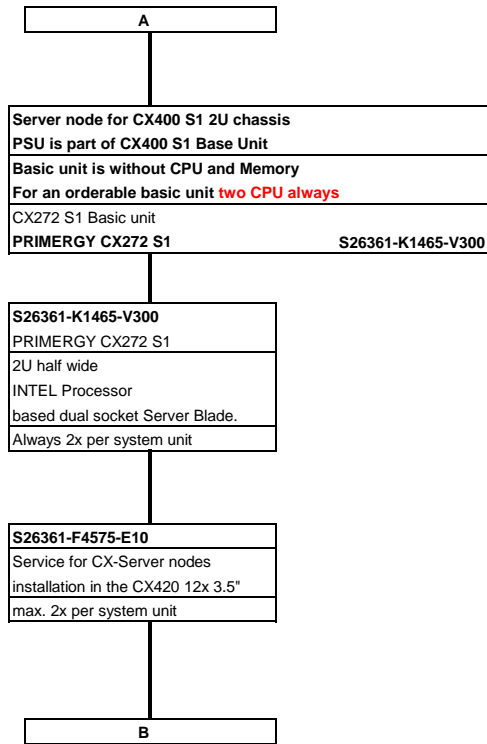 A
Server node for CX400 S1 2U chassis
PSU is part of CX400 S1 Base Unit
Basic unit is without CPU and Memory
For an orderable basic unit two CPU always
CX272 S1 Basic unit
PRIMERGY CX272 S1 S26361-K1465-V300
S26361-K1465-V300
PRIMERGY CX272 S1
2U half wide
INTEL Processor
based dual socket Server Blade.
Always 2x per system unit
S26361-F4575-E10
Service for CX-Server nodes
installation in the CX420 12x 3.5"
max. 2x per system unit
B